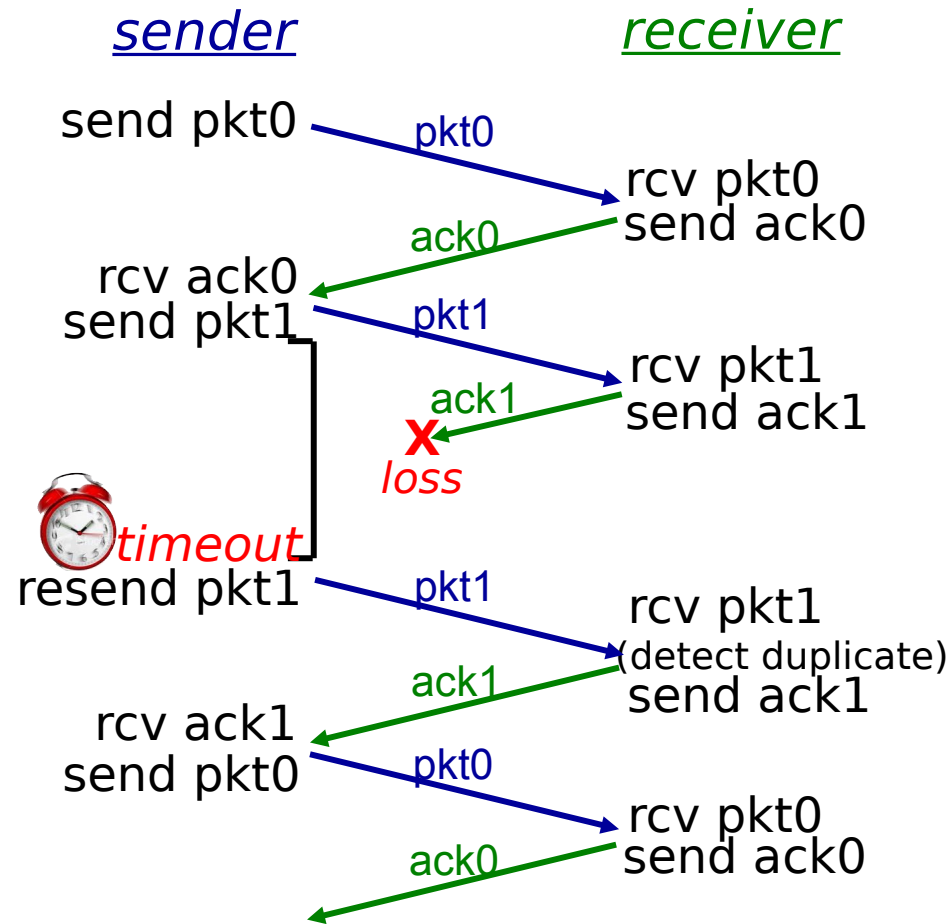 sender
receiver
send pkt0
pkt0
rcv pkt0
send ack0
ack0
rcv ack0
send pkt1
pkt1
rcv pkt1
send ack1
ack1
X
loss
timeout
resend pkt1
pkt1
rcv pkt1
(detect duplicate)
send ack1
ack1
rcv ack1
send pkt0
pkt0
rcv pkt0
send ack0
ack0